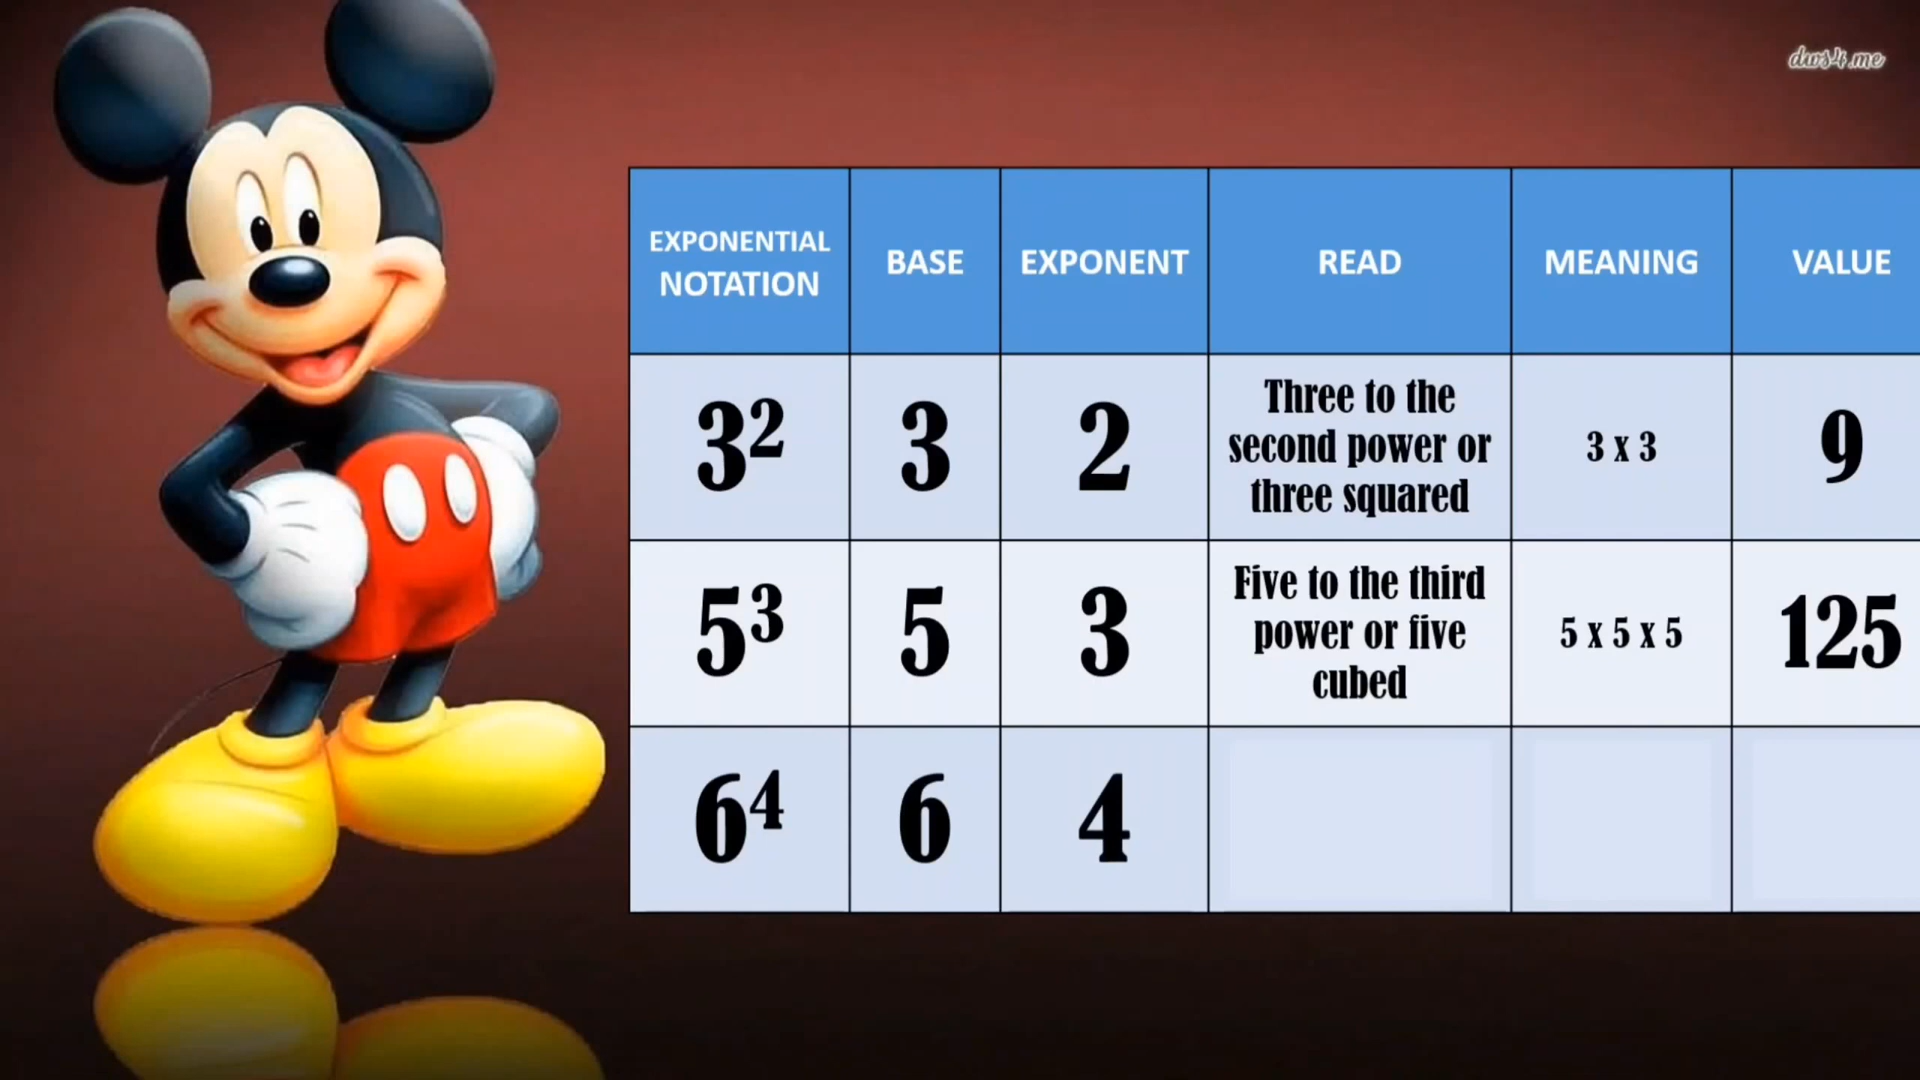 dws4.me
EXPONENTIAL
NOTATION
BASE
EXPONENT
READ
MEANING
VALUE
3²
3
2
Three to the
second power or
three squared
3 x 3
9
5³
5
3
Five to the third
power or five
cubed
5 x 5 x 5
125
6⁴
6
4